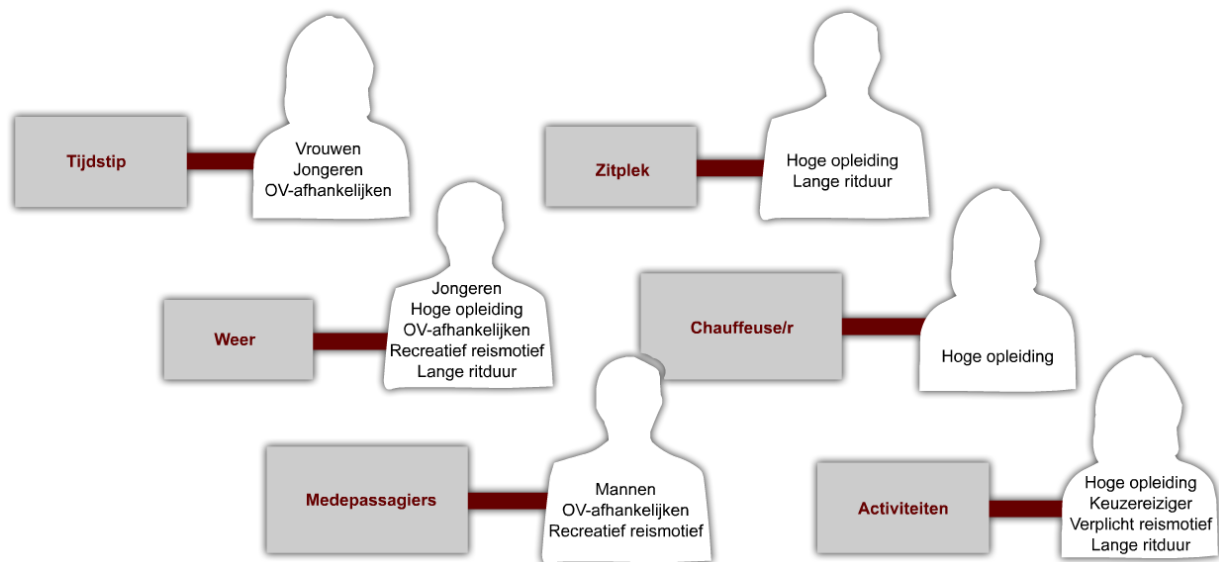 Tijdstip
Vrouwen
Jongeren
OV-afhankelijken
Zitplek
Hoge opleiding
Lange ritduur
Weer
Jongeren
Hoge opleiding
OV-afhankelijken
Recreatief reismotief
Lange ritduur
Chauffeuse/r
Hoge opleiding
Medepassagiers
Mannen
OV-afhankelijken
Recreatief reismotief
Activiteiten
Hoge opleiding
Keuzereiziger
Verplicht reismotief
Lange ritduur